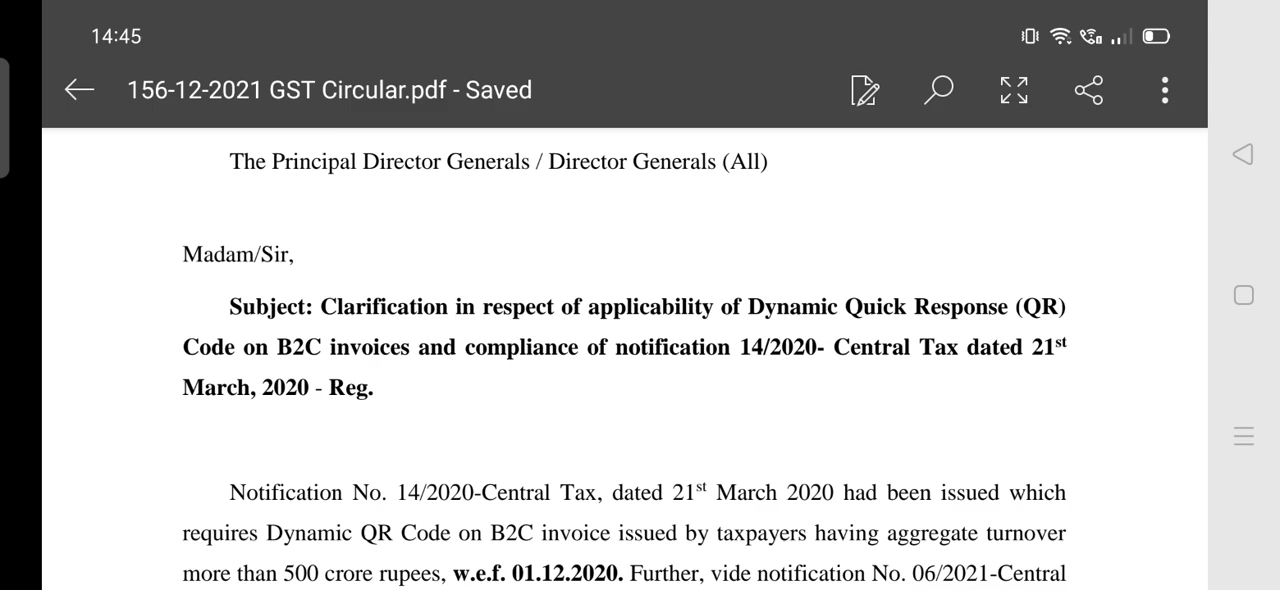 14:45
156-12-2021 GST Circular.pdf - Saved
The Principal Director Generals / Director Generals (All)
Madam/Sir,
Subject: Clarification in respect of applicability of Dynamic Quick Response (QR)
Code on B2C invoices and compliance of notification 14/2020- Central Tax dated 21st
March, 2020 - Reg.
Notification No. 14/2020-Central Tax, dated 21st March 2020 had been issued which
requires Dynamic QR Code on B2C invoice issued by taxpayers having aggregate turnover
more than 500 crore rupees, w.e.f. 01.12.2020. Further, vide notification No. 06/2021-Central